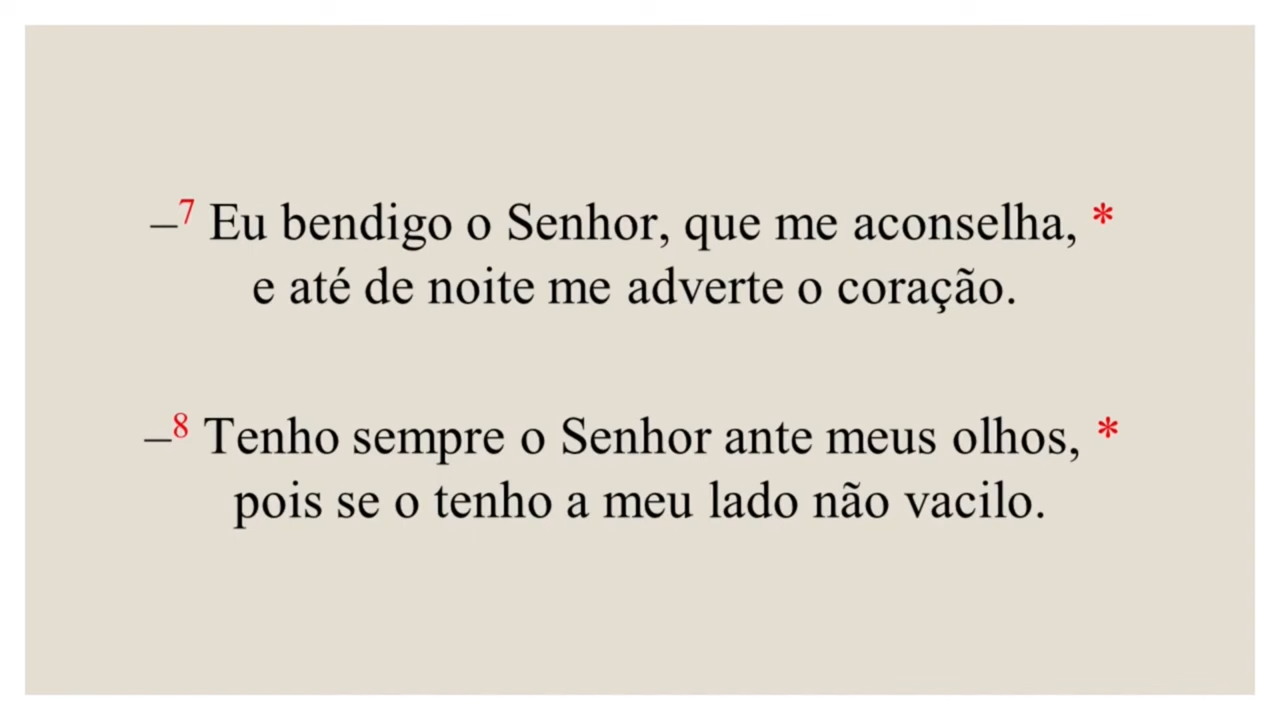 –7 Eu bendigo o Senhor, que me aconselha, *
e até de noite me adverte o coração.
–8 Tenho sempre o Senhor ante meus olhos, *
pois se o tenho a meu lado não vacilo.